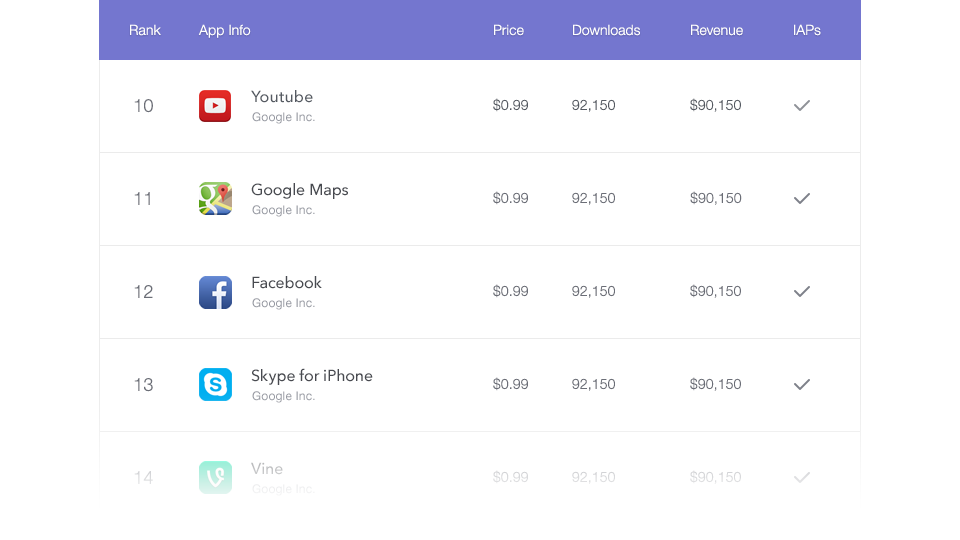 Rank App Info Price Downloads Revenue IAPs
10 Youtube $0.99 92,150 $90,150
Google Inc.
11 Google Maps $0.99 92,150 $90,150
Google Inc.
12 Facebook $0.99 92,150 $90,150
Google Inc.
13 Skype for iPhone $0.99 92,150 $90,150
Google Inc.
14 Vine $0.99 92,150 $90,150
Google Inc.